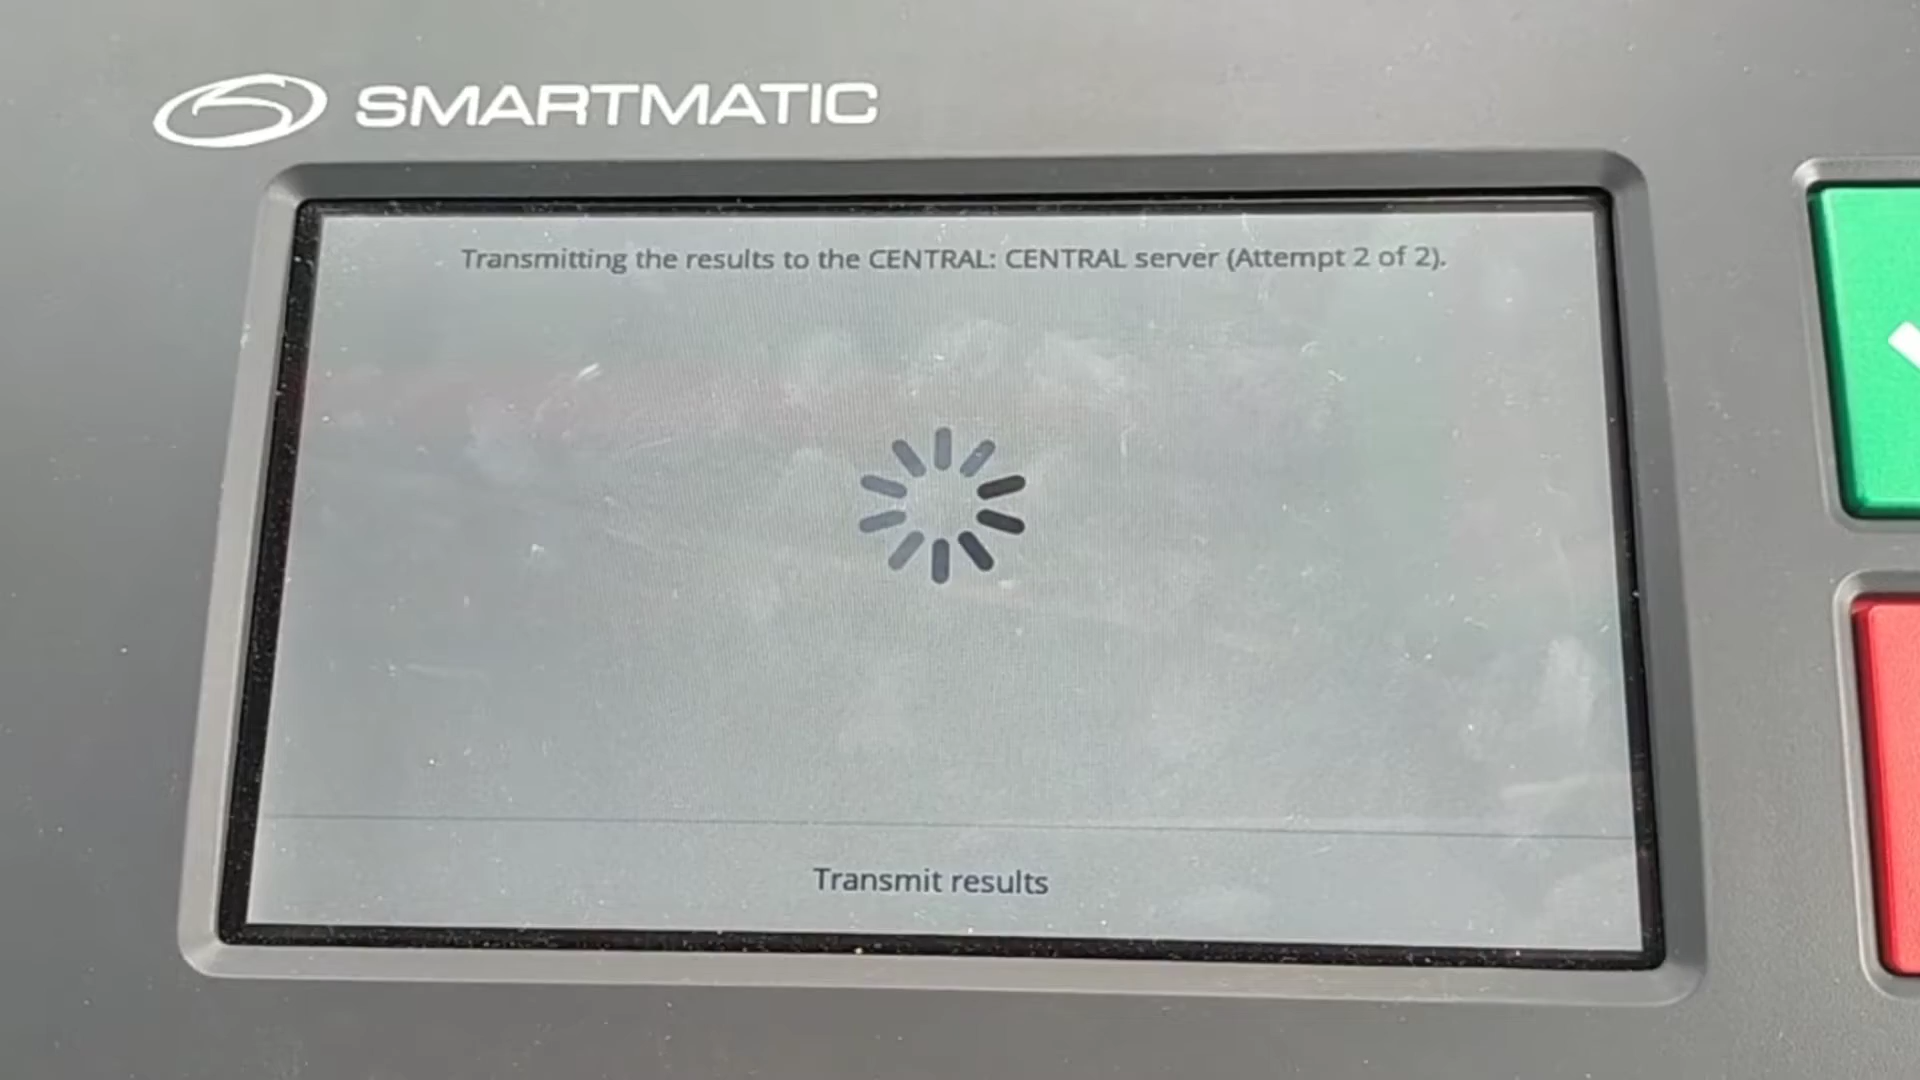 SMARTMATIC
Transmitting the results to the CENTRAL: CENTRAL server (Attempt 2 of 2).
Transmit results